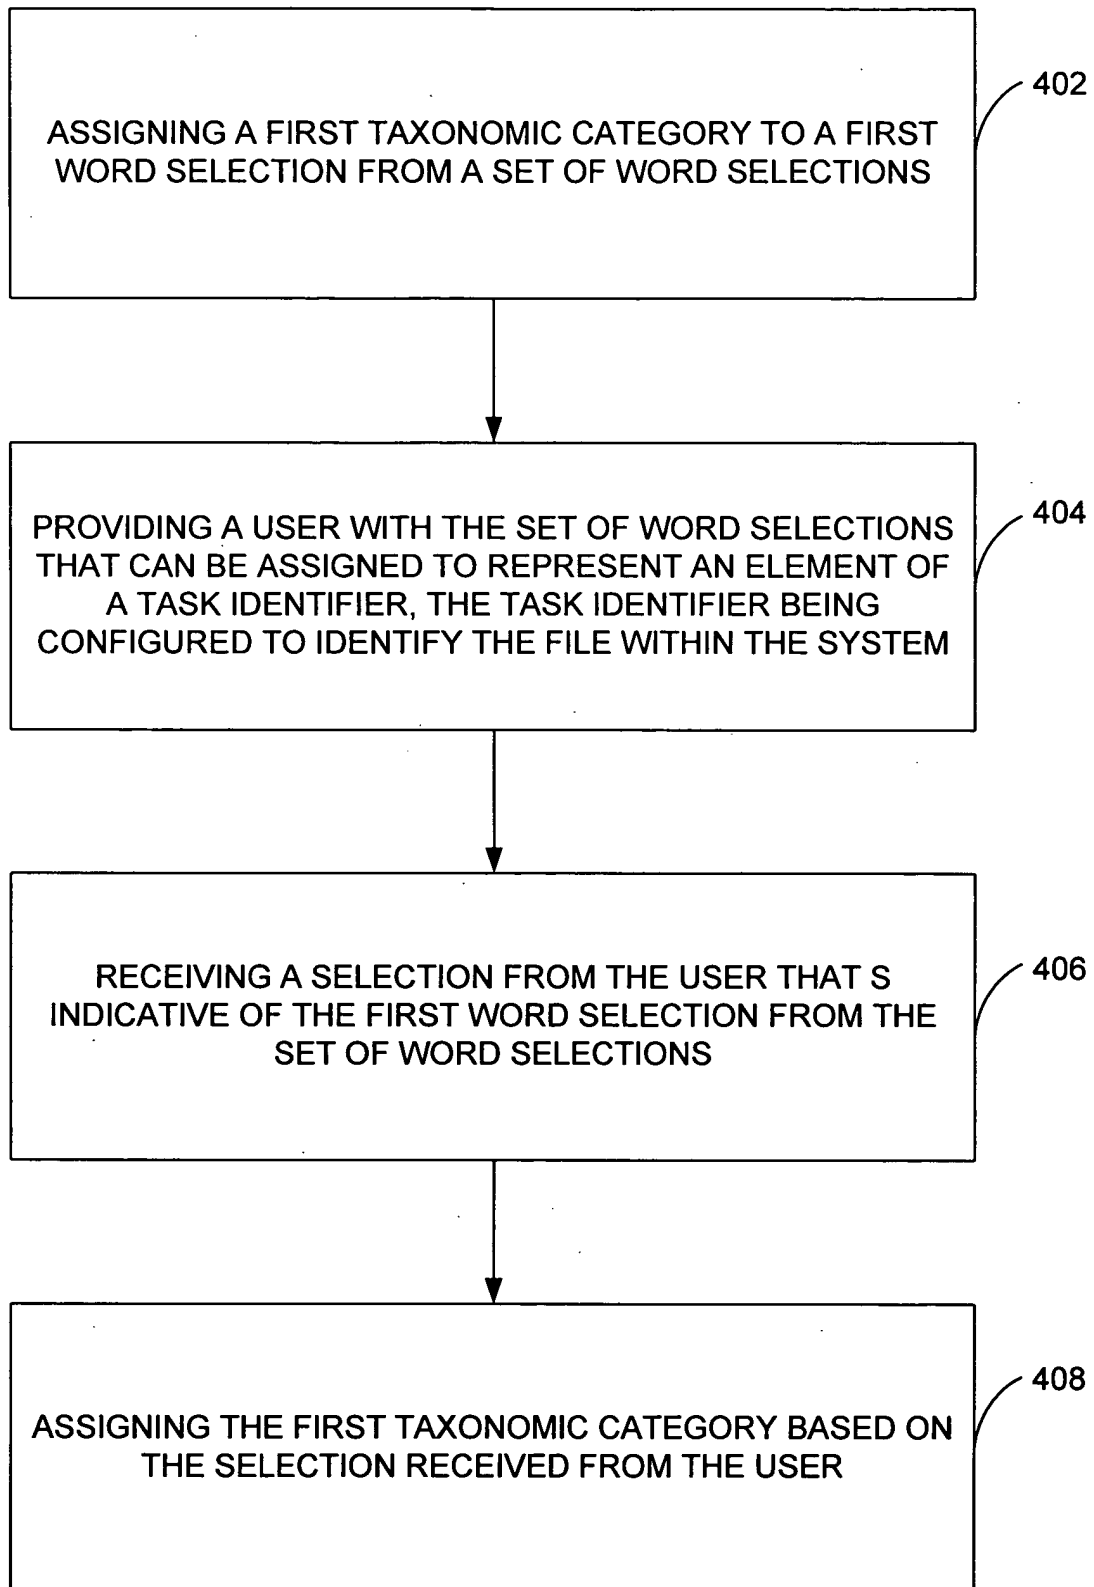 402
ASSIGNING A FIRST TAXONOMIC CATEGORY TO A FIRST
WORD SELECTION FROM A SET OF WORD SELECTIONS
404
PROVIDING A USER WITH THE SET OF WORD SELECTIONS
THAT CAN BE ASSIGNED TO REPRESENT AN ELEMENT OF
A TASK IDENTIFIER, THE TASK IDENTIFIER BEING
CONFIGURED TO IDENTIFY THE FILE WITHIN THE SYSTEM
406
RECEIVING A SELECTION FROM THE USER THAT S
INDICATIVE OF THE FIRST WORD SELECTION FROM THE
SET OF WORD SELECTIONS
408
ASSIGNING THE FIRST TAXONOMIC CATEGORY BASED ON
THE SELECTION RECEIVED FROM THE USER